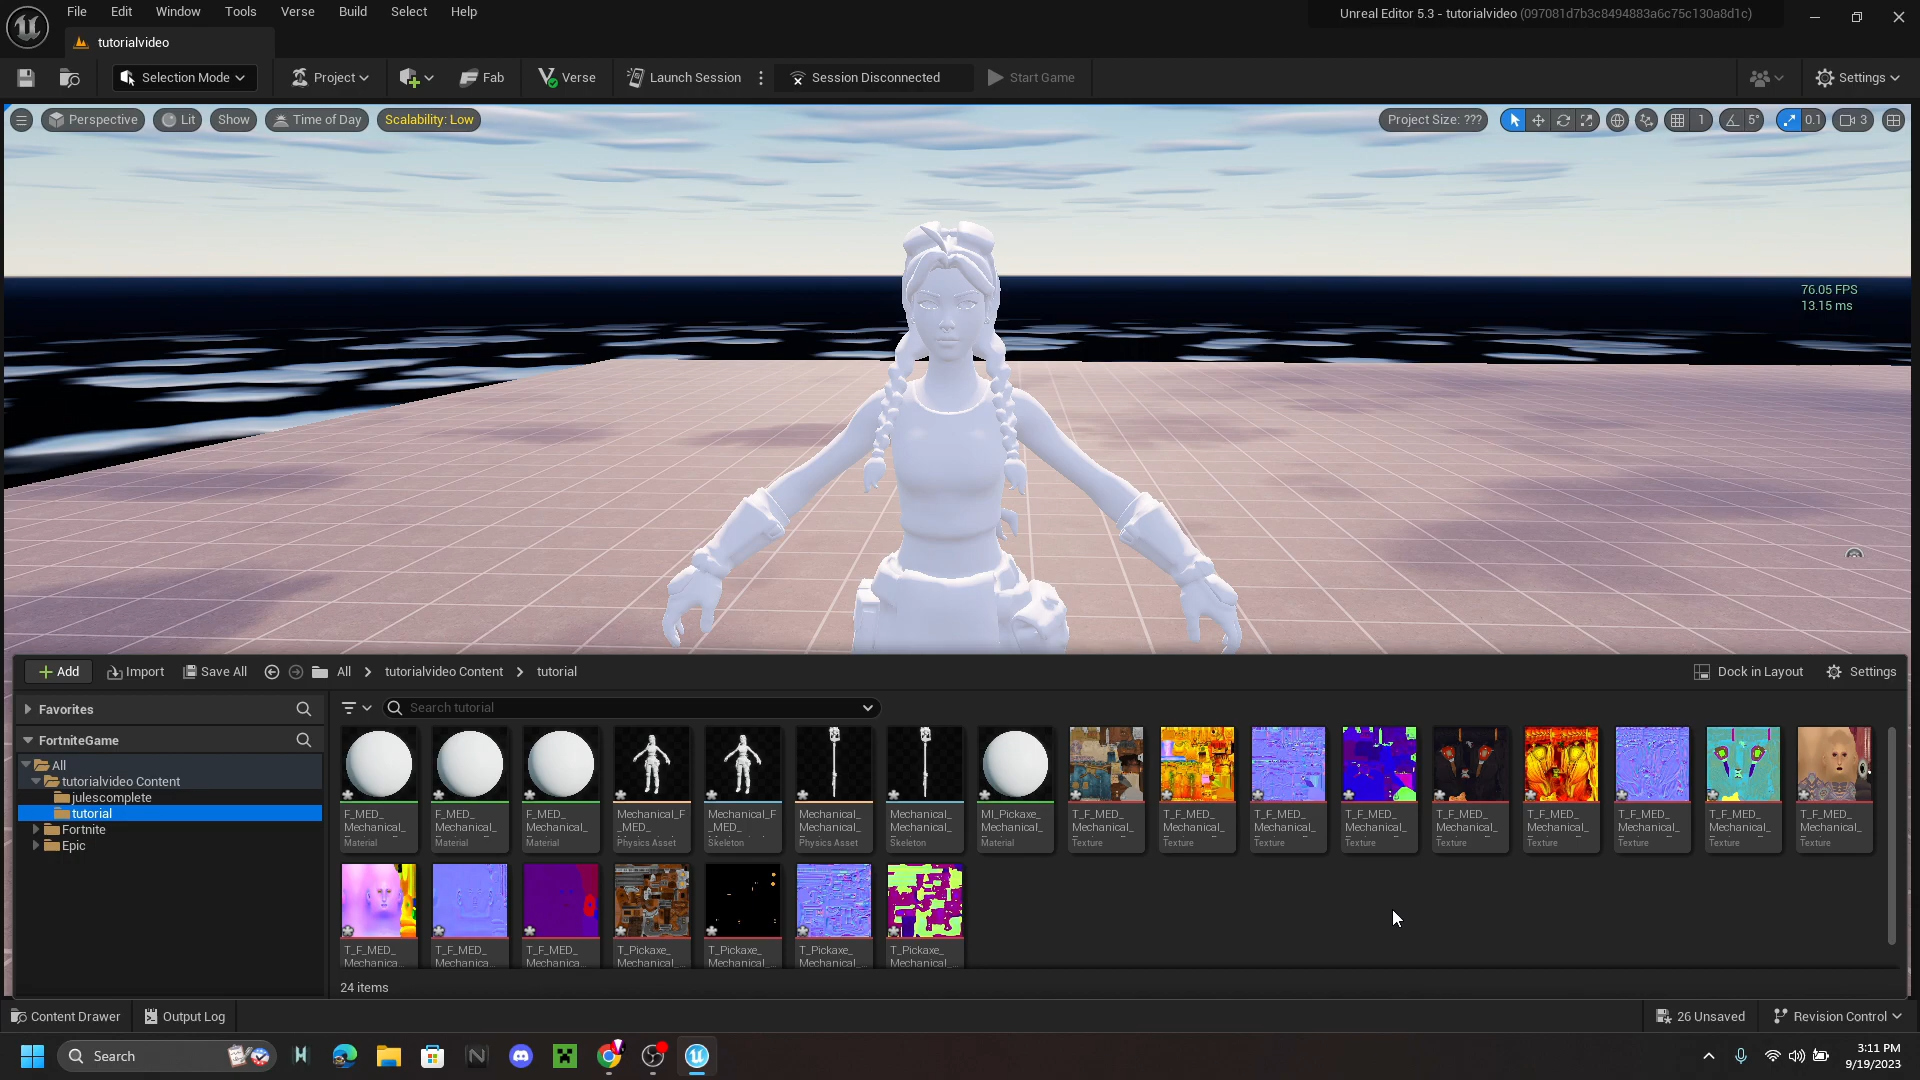 File Edit Window Tools Verse Build Select Help
Unreal Editor 5.3 - tutorialvideo (097081d7b3c8494883a6c75c130a8d1c)
tutorialvideo
Selection Mode Project Fab Verse Launch Session Session Disconnected Start Game Settings
Perspective Lit Show Time of Day Scalability: Low Project Size: ??? 1 5° 0.1 3
76.05 FPS
13.15 ms
Add Import Save All All tutorialvideo Content tutorial Dock in Layout Settings
Favorites
Search tutorial
FortniteGame
All
tutorialvideo Content
julescomplete
tutorial
Fortnite
Epic
F_MED_ F_MED_ F_MED_ Mechanical_F Mechanical_F Mechanical_ Mechanical_ MI_Pickaxe_ T_F_MED_ T_F_MED_ T_F_MED_ T_F_MED_ T_F_MED_ T_F_MED_ T_F_MED_ T_F_MED_ T_F_MED_
Mechanical_ Mechanical_ Mechanical_ _MED_ _MED_ Mechanical_ Mechanical_ Mechanical_ Mechanical_ Mechanical_ Mechanical_ Mechanical_ Mechanical_ Mechanical_
Material Material Material Physics Asset Skeleton Physics Asset Skeleton Material Texture Texture Texture Texture Texture Texture Texture Texture Texture
T_F_MED_ T_F_MED_ T_F_MED_ T_Pickaxe_ T_Pickaxe_ T_Pickaxe_ T_Pickaxe_
Mechanica... Mechanica... Mechanica... Mechanical_... Mechanical_... Mechanical_... Mechanical_...
24 items
Content Drawer Output Log 26 Unsaved Revision Control
Search
3:11 PM
9/19/2023